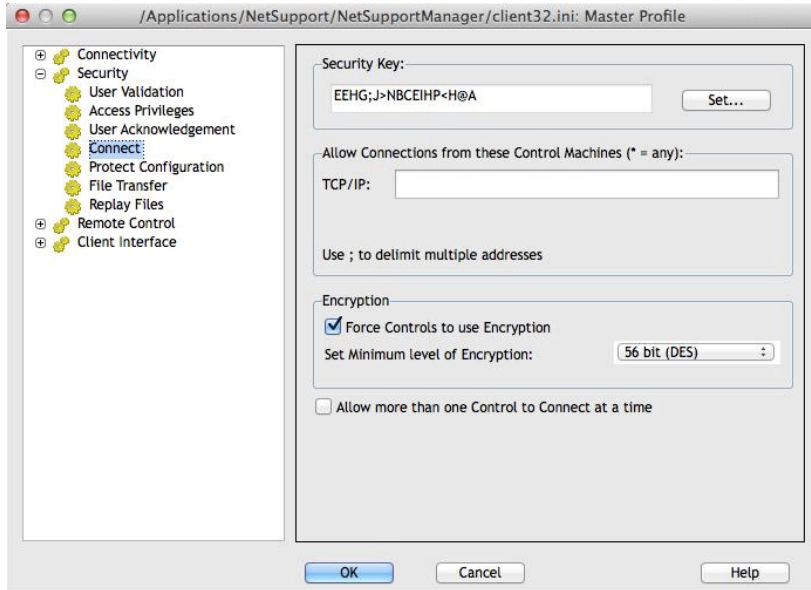 /Applications/NetSupport/NetSupportManager/client32.ini: Master Profile
Connectivity
Security
User Validation
Access Privileges
User Acknowledgement
Connect
Protect Configuration
File Transfer
Replay Files
Remote Control
Client Interface
Security Key:
EEHG;J>NBCEIHP<H@A
Set...
Allow Connections from these Control Machines (* = any):
TCP/IP:
Use ; to delimit multiple addresses
Encryption
Force Controls to use Encryption
Set Minimum level of Encryption:
56 bit (DES)
Allow more than one Control to Connect at a time
OK
Cancel
Help